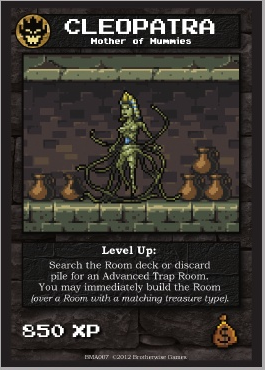 CLEOPATRA
Mother of Mummies
Level Up:
Search the Room deck or discard
pile for an Advanced Trap Room.
You may immediately build the Room
(over a Room with a matching treasure type).
850 XP
BMA007 ©2012 Brotherwise Games